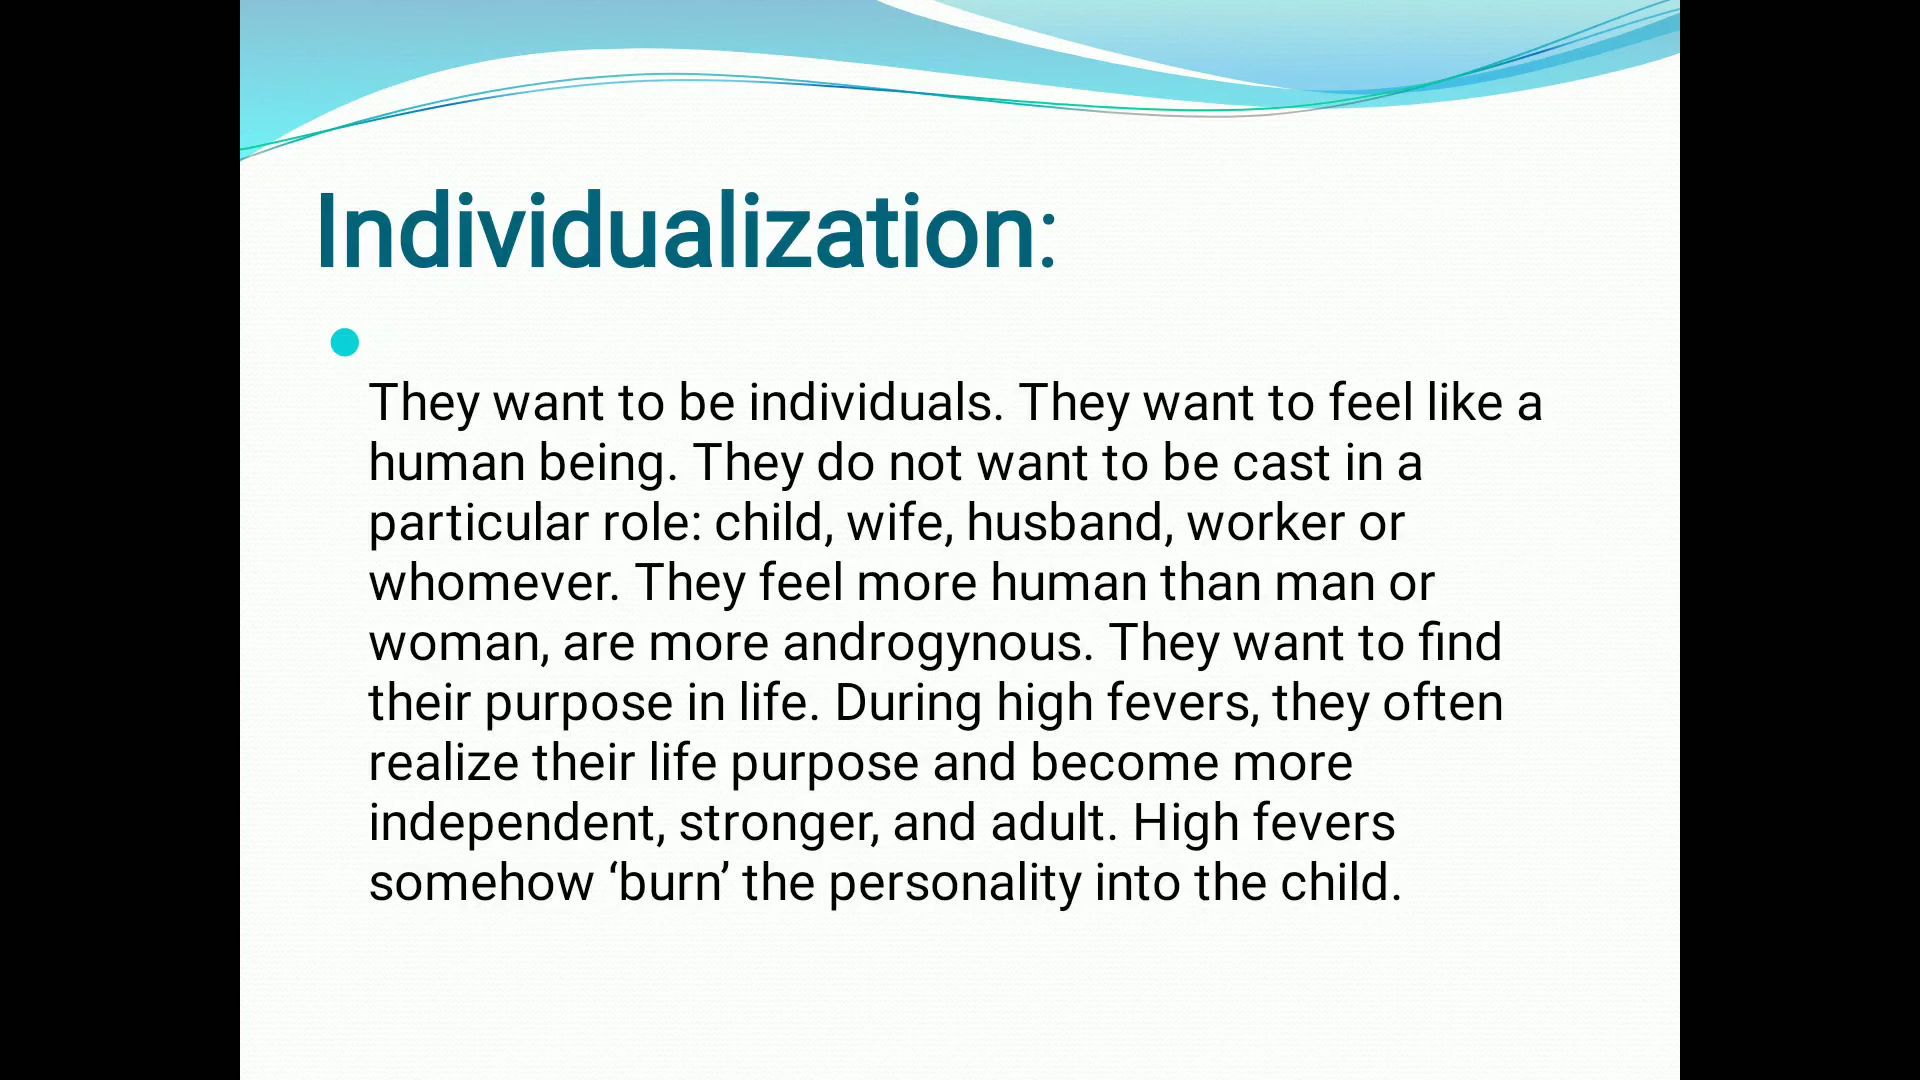 Individualization:
They want to be individuals. They want to feel like a
human being. They do not want to be cast in a
particular role: child, wife, husband, worker or
whomever. They feel more human than man or
woman, are more androgynous. They want to find
their purpose in life. During high fevers, they often
realize their life purpose and become more
independent, stronger, and adult. High fevers
somehow ‘burn’ the personality into the child.